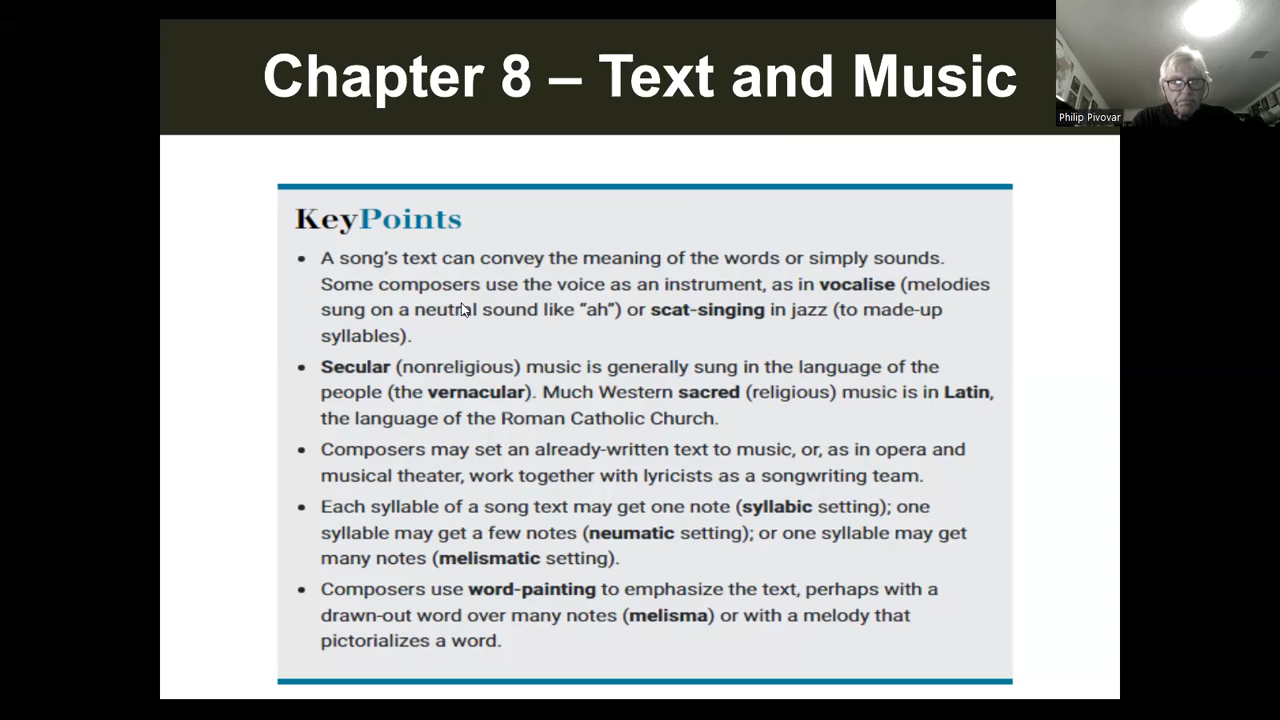 Chapter 8 – Text and Music
Philip Pivovar
KeyPoints
• A song's text can convey the meaning of the words or simply sounds.
Some composers use the voice as an instrument, as in vocalise (melodies
sung on a neutral sound like “ah”) or scat-singing in jazz (to made-up
syllables).
• Secular (nonreligious) music is generally sung in the language of the
people (the vernacular). Much Western sacred (religious) music is in Latin,
the language of the Roman Catholic Church.
• Composers may set an already-written text to music, or, as in opera and
musical theater, work together with lyricists as a songwriting team.
• Each syllable of a song text may get one note (syllabic setting); one
syllable may get a few notes (neumatic setting); or one syllable may get
many notes (melismatic setting).
• Composers use word-painting to emphasize the text, perhaps with a
drawn-out word over many notes (melisma) or with a melody that
pictorializes a word.